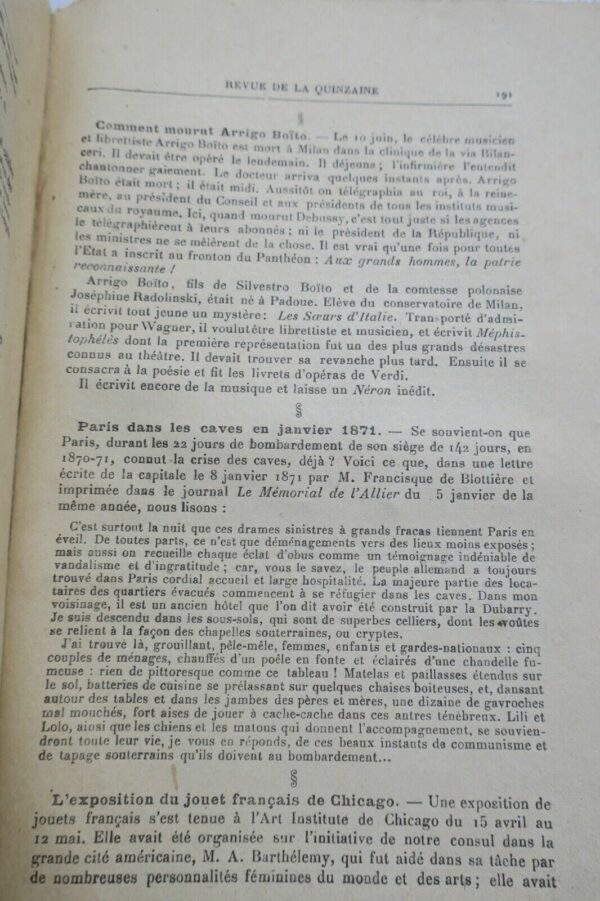 REVUE DE LA QUINZAINE 191
§
Comment mourut Arrigo Boïto. — Le 10 juin, le célèbre musicien
et librettiste Arrigo Boïto est mort à Milan dans la clinique de la via Bilan-
ceri. Il devait être opéré le lendemain. Il déjeuna ; l'infirmière l'entendit
chantonner gaiement. Le docteur arriva quelques instants après. Arrigo
Boïto était mort ; il était midi. Aussitôt on télégraphia au roi, à la reine-
mère, au président du Conseil et aux présidents de tous les instituts musi-
caux du royaume. Ici, quand mourut Debussy, c'est tout juste si les agences
le télégraphièrent à leurs abonnés ; ni le président de la République, ni
les ministres ne se mêlèrent de la chose. Il est vrai qu'une fois pour toutes
l'Etat a inscrit au fronton du Panthéon : Aux grands hommes, la patrie
reconnaissante !
Arrigo Boïto, fils de Silvestro Boïto et de la comtesse polonaise
Joséphine Radolinski, était né à Padoue. Elève du conservatoire de Milan,
il écrivit tout jeune un mystère : Les Sœurs d'Italie. Transporté d'admi-
ration pour Wagner, il voulut être librettiste et musicien, et écrivit Méphis-
tophélès dont la première représentation fut un des plus grands désastres
connus au théâtre. Il devait trouver sa revanche plus tard. Ensuite il se
consacra à la poésie et fit les livrets d'opéras de Verdi.
Il écrivit encore de la musique et laisse un Néron inédit.
§
Paris dans les caves en janvier 1871. — Se souvient-on que
Paris, durant les 22 jours de bombardement de son siège de 142 jours, en
1870-71, connut la crise des caves, déjà ? Voici ce que, dans une lettre
écrite de la capitale le 8 janvier 1871 par M. Francisque de Blottière et
imprimée dans le journal Le Mémorial de l'Allier du 5 janvier de la
même année, nous lisons :
C'est surtout la nuit que ces drames sinistres à grands fracas tiennent Paris en
éveil. De toutes parts, ce n'est que déménagements vers des lieux moins exposés ;
mais aussi on recueille chaque éclat d'obus comme un témoignage indéniable de
vandalisme et d'ingratitude ; car, vous le savez, le peuple allemand a toujours
trouvé dans Paris cordial accueil et large hospitalité. La majeure partie des loca-
taires des quartiers évacués commencent à se réfugier dans les caves. Dans mon
voisinage, il est un ancien hôtel que l'on dit avoir été construit par la Dubarry.
Je suis descendu dans les sous-sols, qui sont de superbes celliers, dont les voûtes
se relient à la façon des chapelles souterraines, ou cryptes.
J'ai trouvé là, grouillant, pêle-mêle, femmes, enfants et gardes-nationaux : cinq
couples de ménages, chauffés d'un poêle en fonte et éclairés d'une chandelle fu-
meuse : rien de pittoresque comme ce tableau ! Matelas et paillasses étendus sur
le sol, batteries de cuisine se prélassant sur quelques chaises boiteuses, et, dansant
autour des tables et dans les jambes des pères et mères, une dizaine de gavroches
mal mouchés, fort aises de jouer à cache-cache dans ces antres ténébreux. Lili et
Lolo, ainsi que les chiens et les matous qui donnent l'accompagnement, se souvien-
dront toute leur vie, je vous en réponds, de ces beaux instants de communisme et
de tapage souterrains qu'ils doivent au bombardement...
§
L'exposition du jouet français de Chicago. — Une exposition de
jouets français s'est tenue à l'Art Institute de Chicago du 15 avril au
12 mai. Elle avait été organisée sur l'initiative de notre consul dans la
grande cité américaine, M. A. Barthélemy, qui fut aidé dans sa tâche par
de nombreuses personnalités féminines du monde et des arts ; elle avait